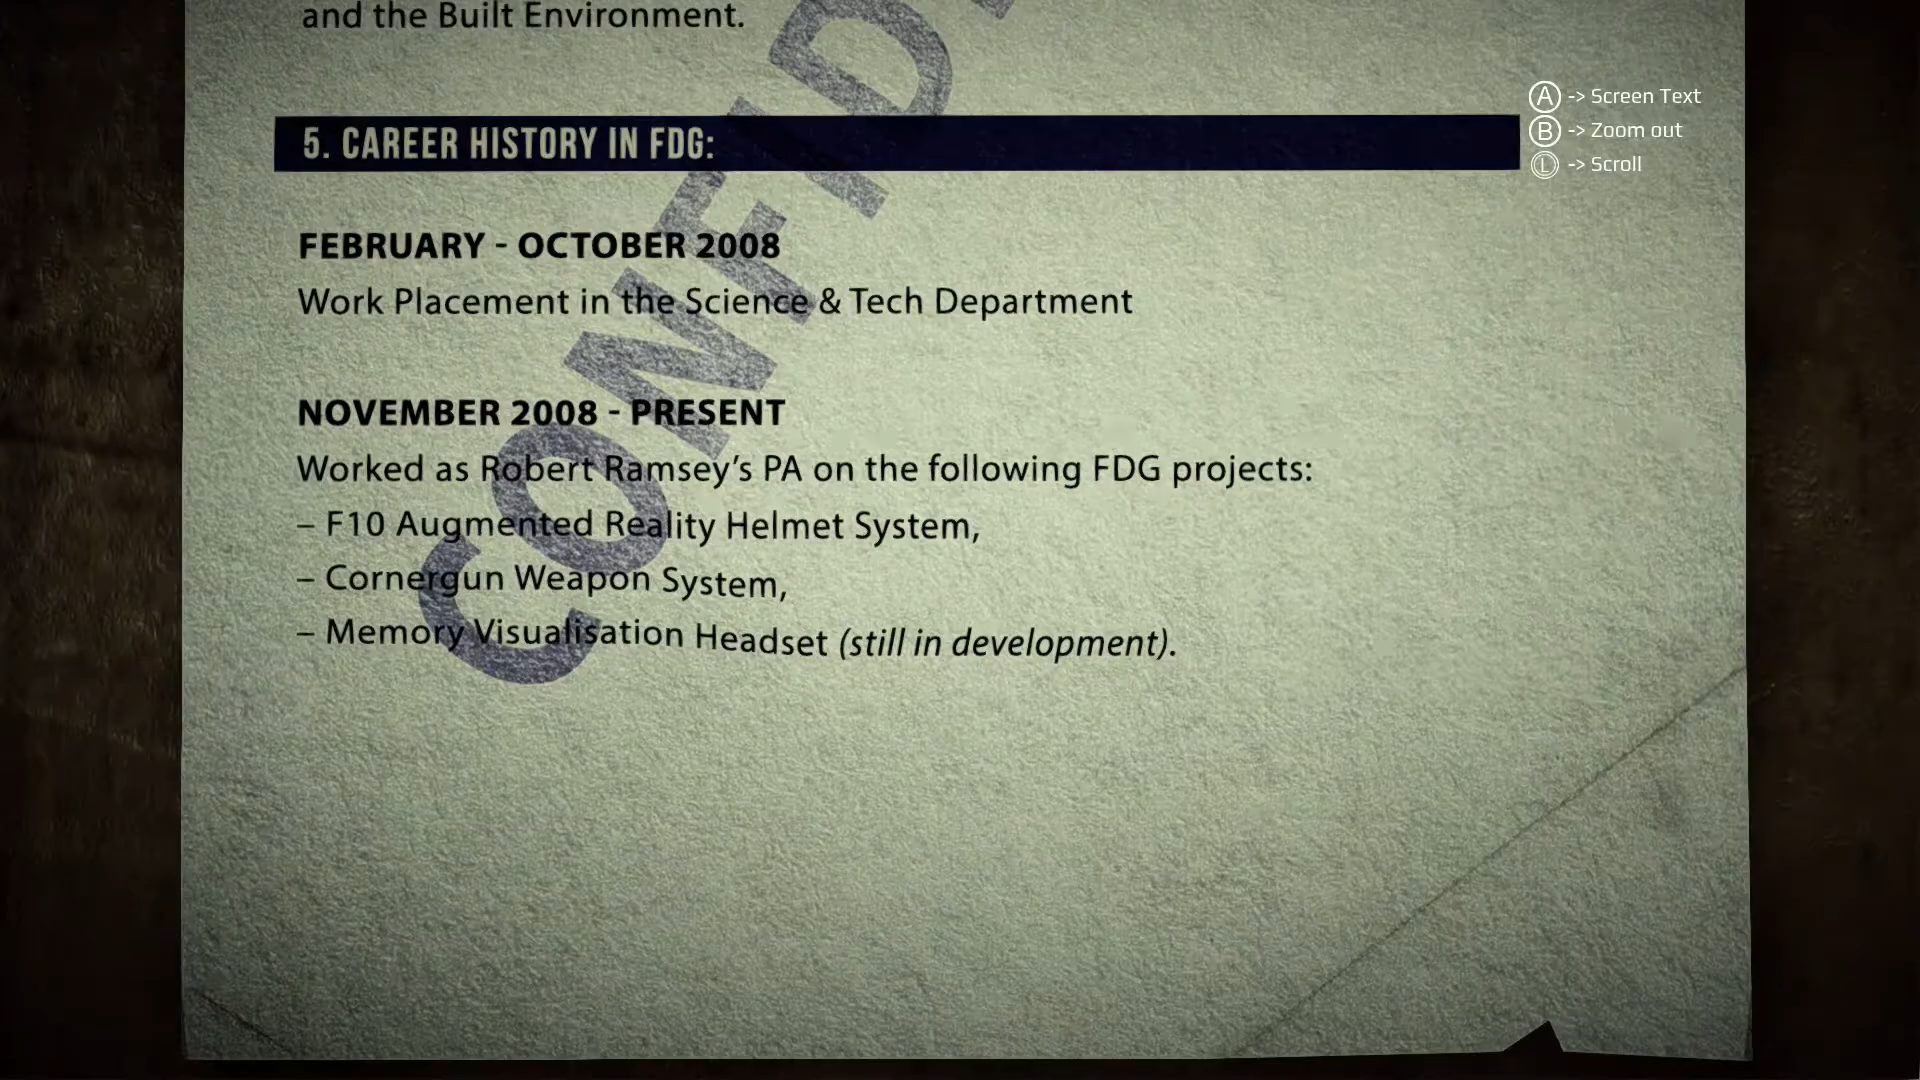 and the Built Environment.
5. CAREER HISTORY IN FDG:
A -> Screen Text
B -> Zoom out
L -> Scroll
FEBRUARY - OCTOBER 2008
Work Placement in the Science & Tech Department
NOVEMBER 2008 - PRESENT
Worked as Robert Ramsey's PA on the following FDG projects:
– F10 Augmented Reality Helmet System,
– Cornergun Weapon System,
– Memory Visualisation Headset (still in development).
CONFID